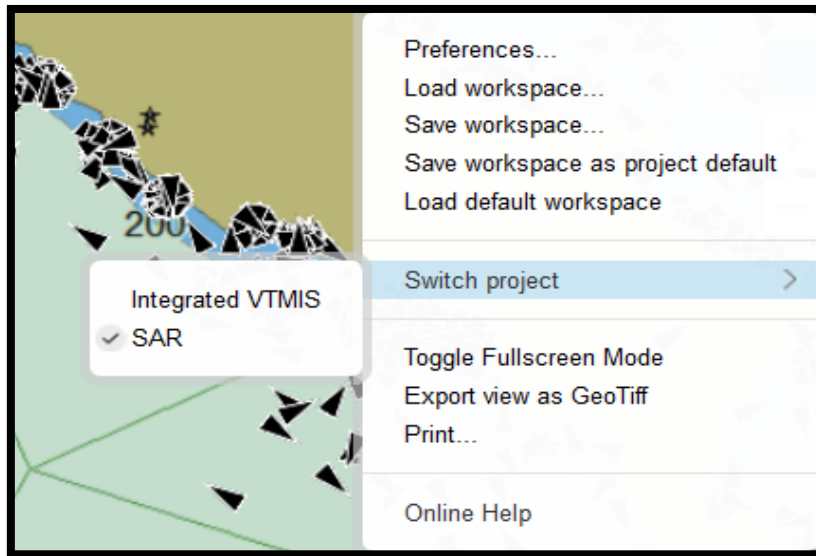 Preferences...
Load workspace...
Save workspace...
Save workspace as project default
Load default workspace
Switch project
Integrated VTMIS
SAR
Toggle Fullscreen Mode
Export view as GeoTiff
Print...
Online Help
200